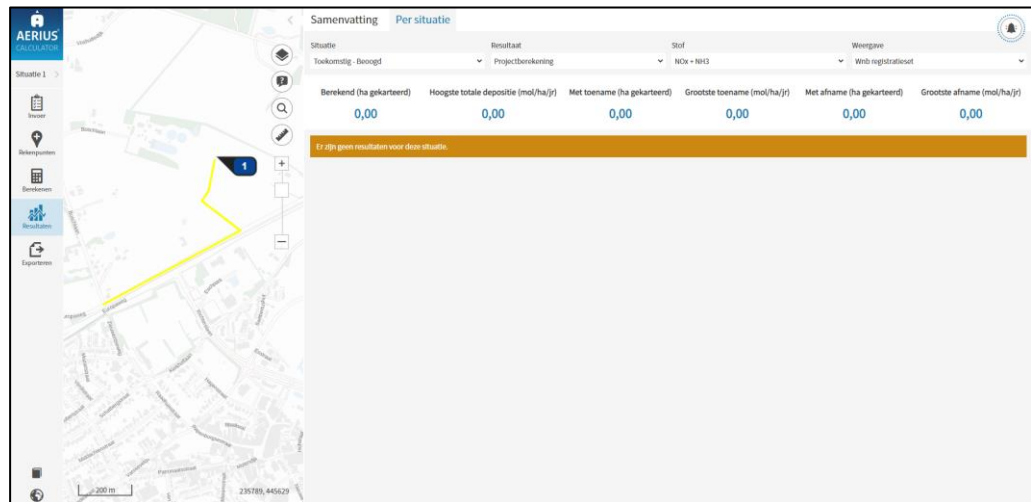 AERIUS®
CALCULATOR
Situatie 1
Invoer
Rekenpunten
Berekenen
Resultaten
Exporteren
1
Europaweg
200 m
235789, 445629
Samenvatting Per situatie
Situatie Resultaat Stof Weergave
Toekomstig - Beoogd Projectberekening NOx + NH3 Wnb registratieset
Berekend (ha gekarteerd) Hoogste totale depositie (mol/ha/jr) Met toename (ha gekarteerd) Grootste toename (mol/ha/jr) Met afname (ha gekarteerd) Grootste afname (mol/ha/jr)
0,00 0,00 0,00 0,00 0,00 0,00
Er zijn geen resultaten voor deze situatie.